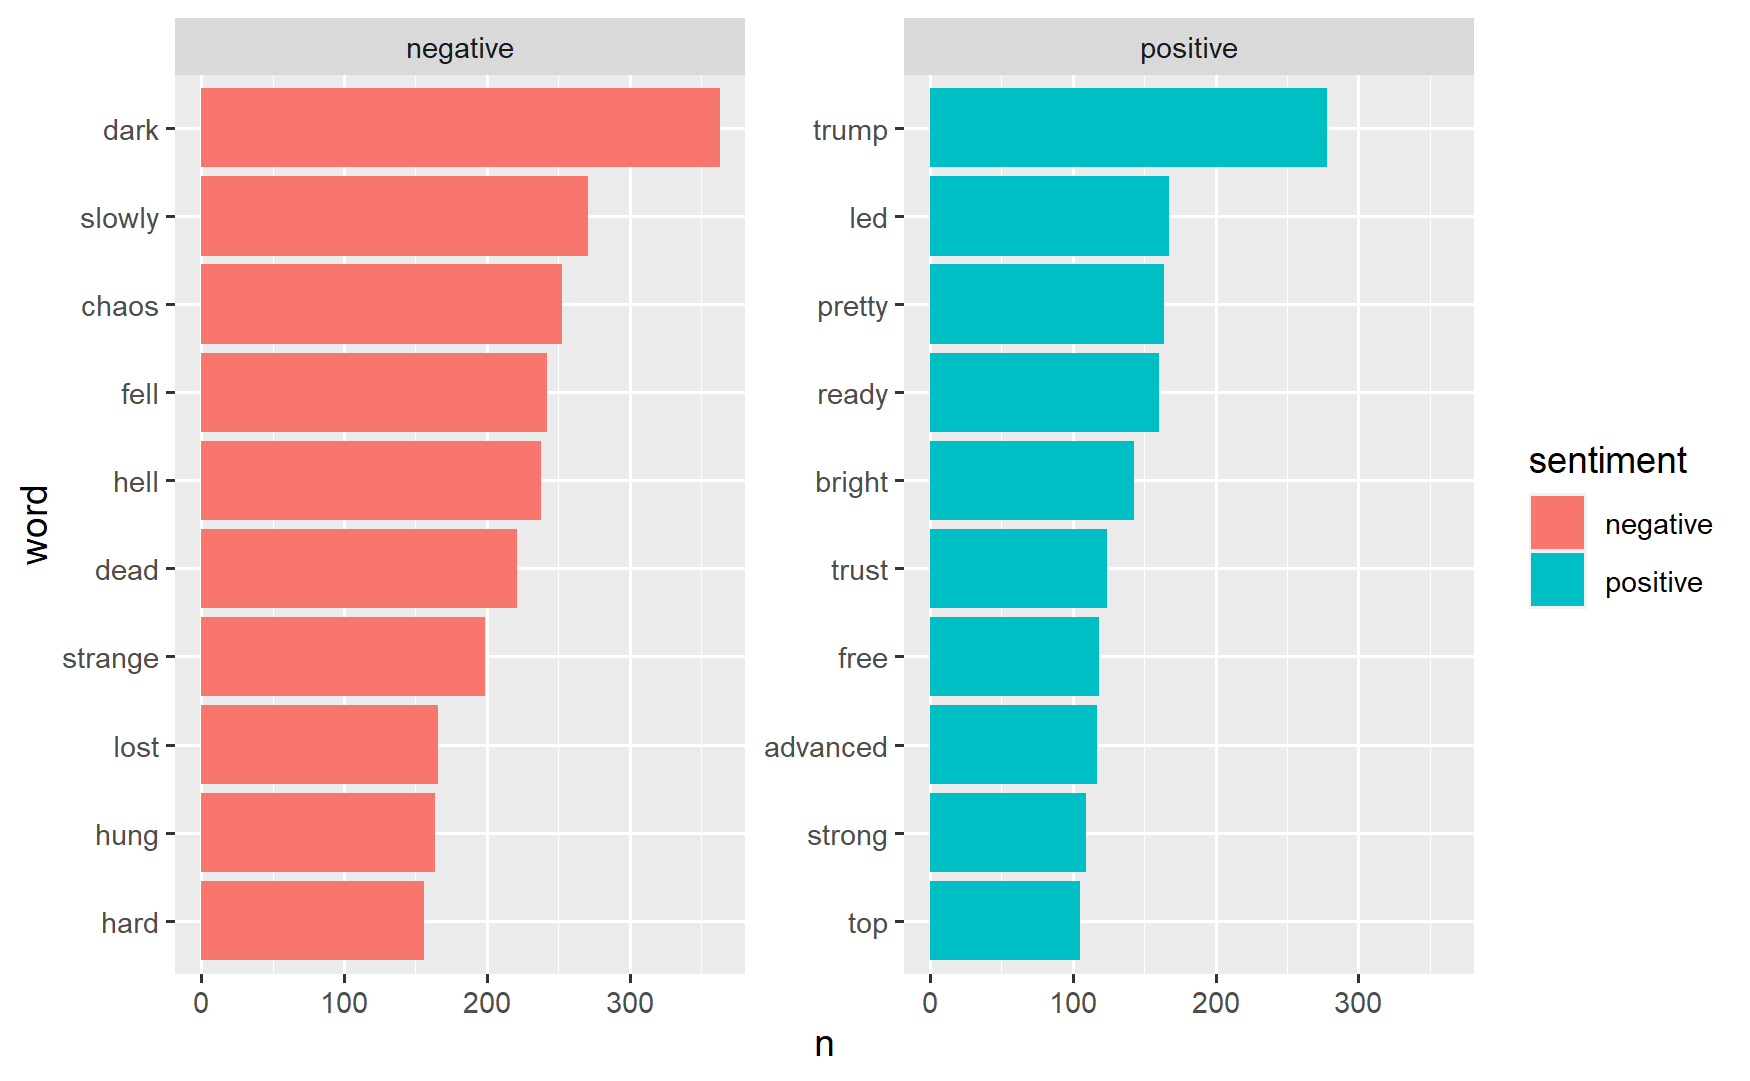 negative
positive
dark
slowly
chaos
fell
hell
dead
strange
lost
hung
hard
trump
led
pretty
ready
bright
trust
free
advanced
strong
top
0 100 200 300
0 100 200 300
n
word
sentiment
negative
positive